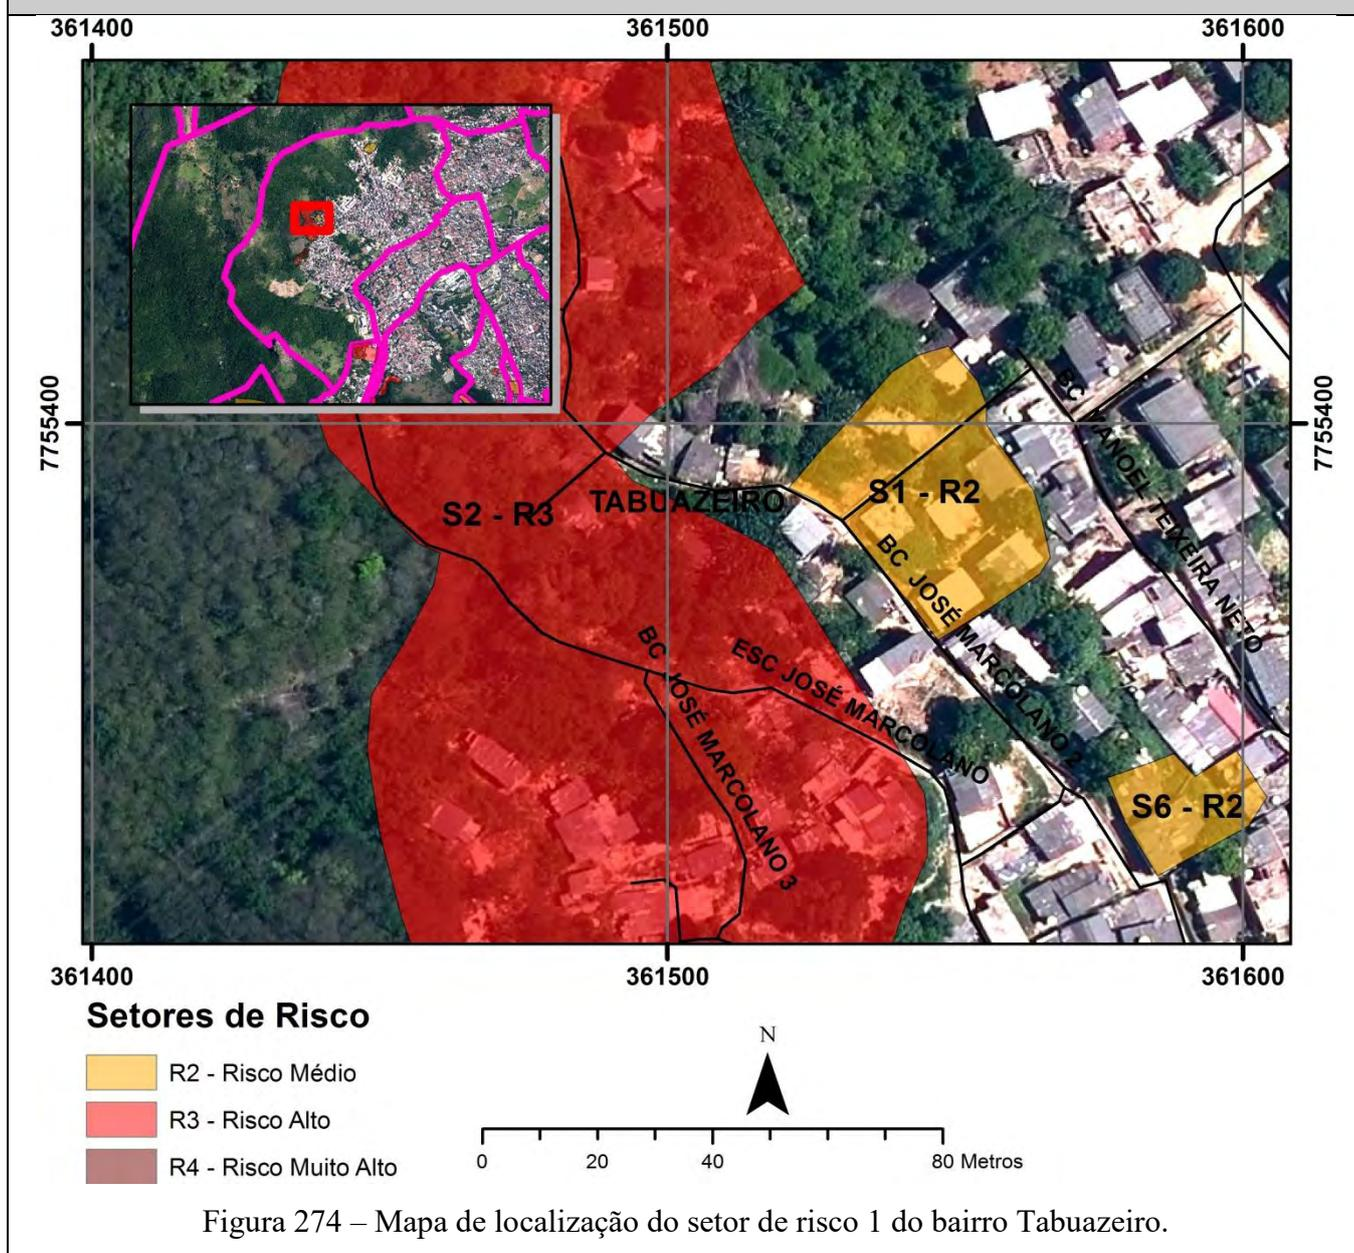 361400 361500 361600
7755400
7755400
S1 - R2
TABUAZEIRO
S2 - R3
BC MANOEL TEIXEIRA NETO
BC JOSÉ MARCOLANO 2
ESC JOSÉ MARCOLANO
BC JOSÉ MARCOLANO 3
S6 - R2
361400 361500 361600
Setores de Risco
R2 - Risco Médio
R3 - Risco Alto
R4 - Risco Muito Alto
N
0 20 40 80 Metros
Figura 274 – Mapa de localização do setor de risco 1 do bairro Tabuazeiro.